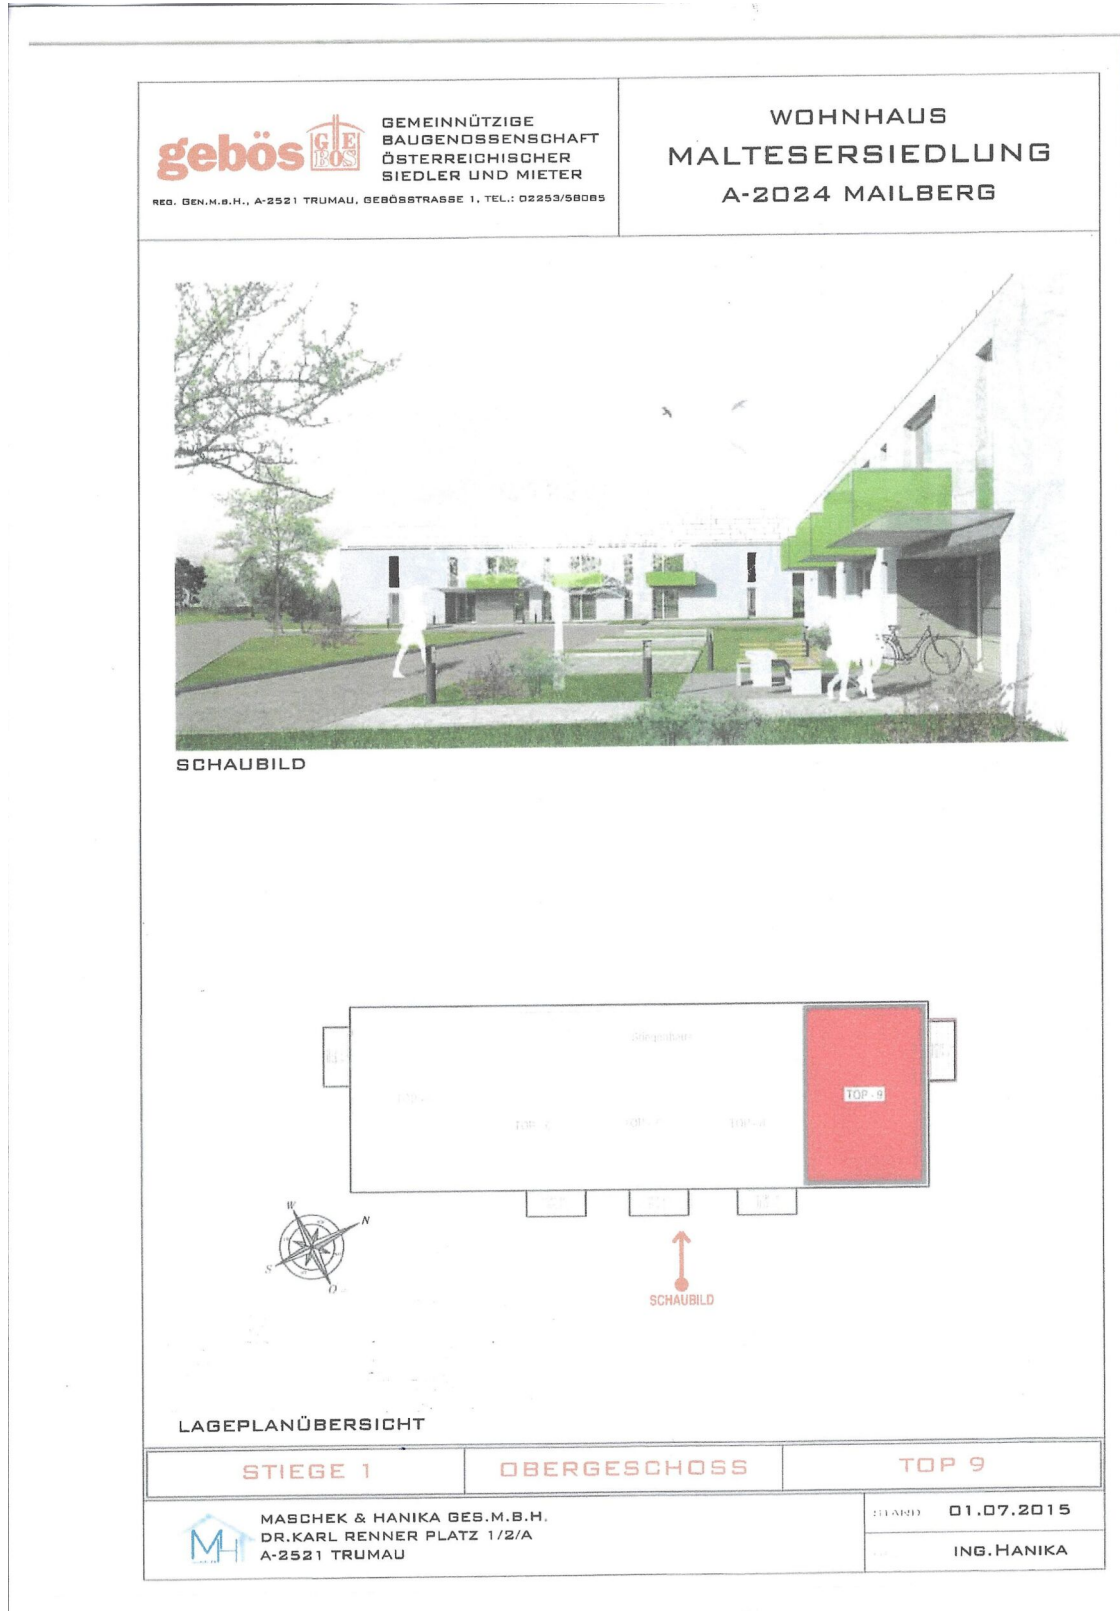 gebös
G E
BÖS
GEMEINNÜTZIGE
BAUGENOSSENSCHAFT
ÖSTERREICHISCHER
SIEDLER UND MIETER
REG. GEN.M.B.H., A-2521 TRUMAU, GEBÖSSTRASSE 1, TEL.: 02253/58085
WOHNHAUS
MALTESERSIEDLUNG
A-2024 MAILBERG
SCHAUBILD
TOP-9
W
N
S
O
SCHAUBILD
LAGEPLANÜBERSICHT
STIEGE 1
OBERGESCHOSS
TOP 9
MH
MASCHEK & HANIKA GES.M.B.H.
DR.KARL RENNER PLATZ 1/2/A
A-2521 TRUMAU
STAND 01.07.2015
ING.HANIKA